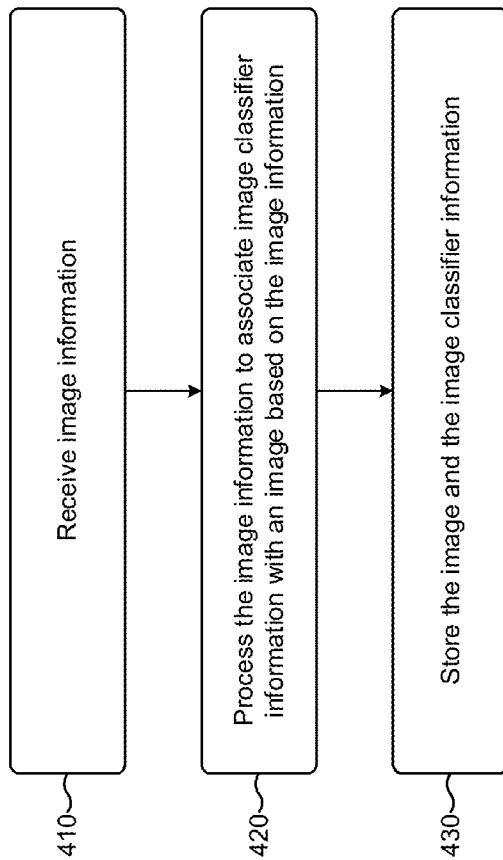 410
Receive image information
420
Process the image information to associate image classifier
information with an image based on the image information
430
Store the image and the image classifier information